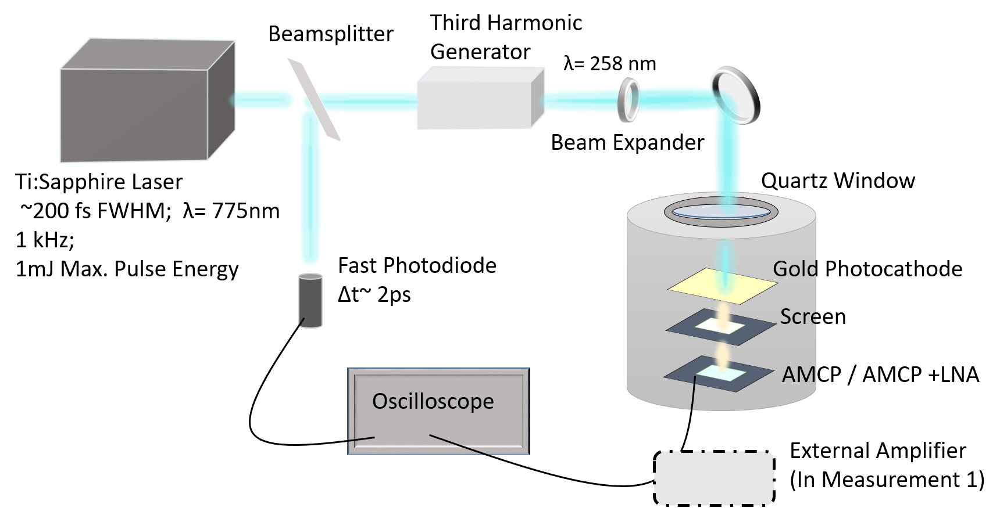 Third Harmonic
Generator
Beamsplitter
λ= 258 nm
Beam Expander
Quartz Window
Ti:Sapphire Laser
~200 fs FWHM;  λ= 775nm
1 kHz;
1mJ Max. Pulse Energy
Fast Photodiode
Δt~ 2ps
Gold Photocathode
Screen
AMCP / AMCP +LNA
Oscilloscope
External Amplifier
(In Measurement 1)